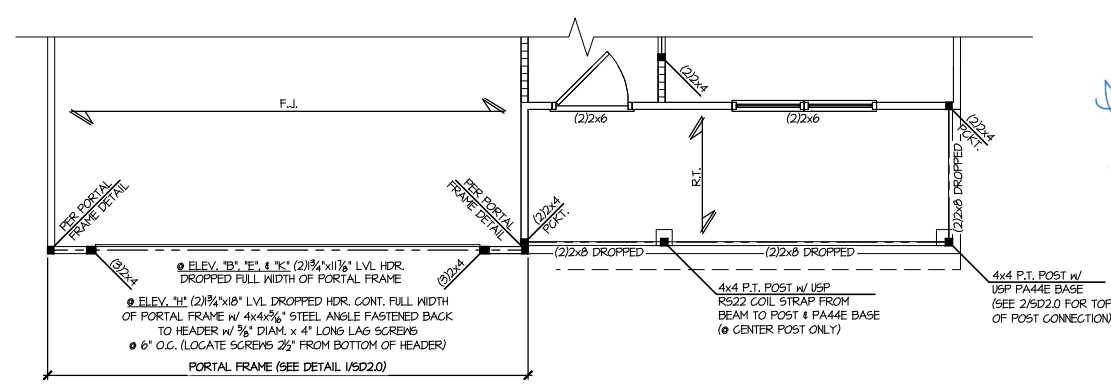 F.J.
(2)2x4
(2)2x6
(2)2x6
(2)2x4
PCKT.
R.T.
(2)2x8 DROPPED
PER PORTAL
FRAME DETAIL
PER PORTAL
FRAME DETAIL
(2)2x4
PCKT.
(3)2x4
(3)2x4
(2)2x8 DROPPED
(2)2x8 DROPPED
@ ELEV. "B", "E", & "K" (2)1¾"x11⅞" LVL HDR.
DROPPED FULL WIDTH OF PORTAL FRAME
@ ELEV. "H" (2)1¾"x18" LVL DROPPED HDR. CONT. FULL WIDTH
OF PORTAL FRAME W/ 4x4x5/16" STEEL ANGLE FASTENED BACK
TO HEADER W/ ⅝" DIAM. x 4" LONG LAG SCREWS
@ 6" O.C. (LOCATE SCREWS 2½" FROM BOTTOM OF HEADER)
PORTAL FRAME (SEE DETAIL 1/SD2.0)
4x4 P.T. POST W/ USP
RS22 COIL STRAP FROM
BEAM TO POST & PA44E BASE
(@ CENTER POST ONLY)
4x4 P.T. POST W/
USP PA44E BASE
(SEE 2/SD2.0 FOR TOP
OF POST CONNECTION)